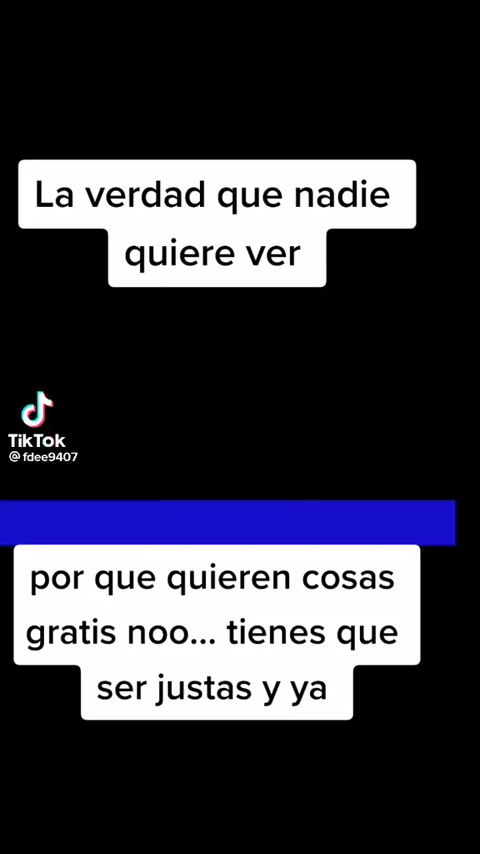 La verdad que nadie
quiere ver
TikTok
@fdee9407
por que quieren cosas
gratis noo... tienes que
ser justas y ya